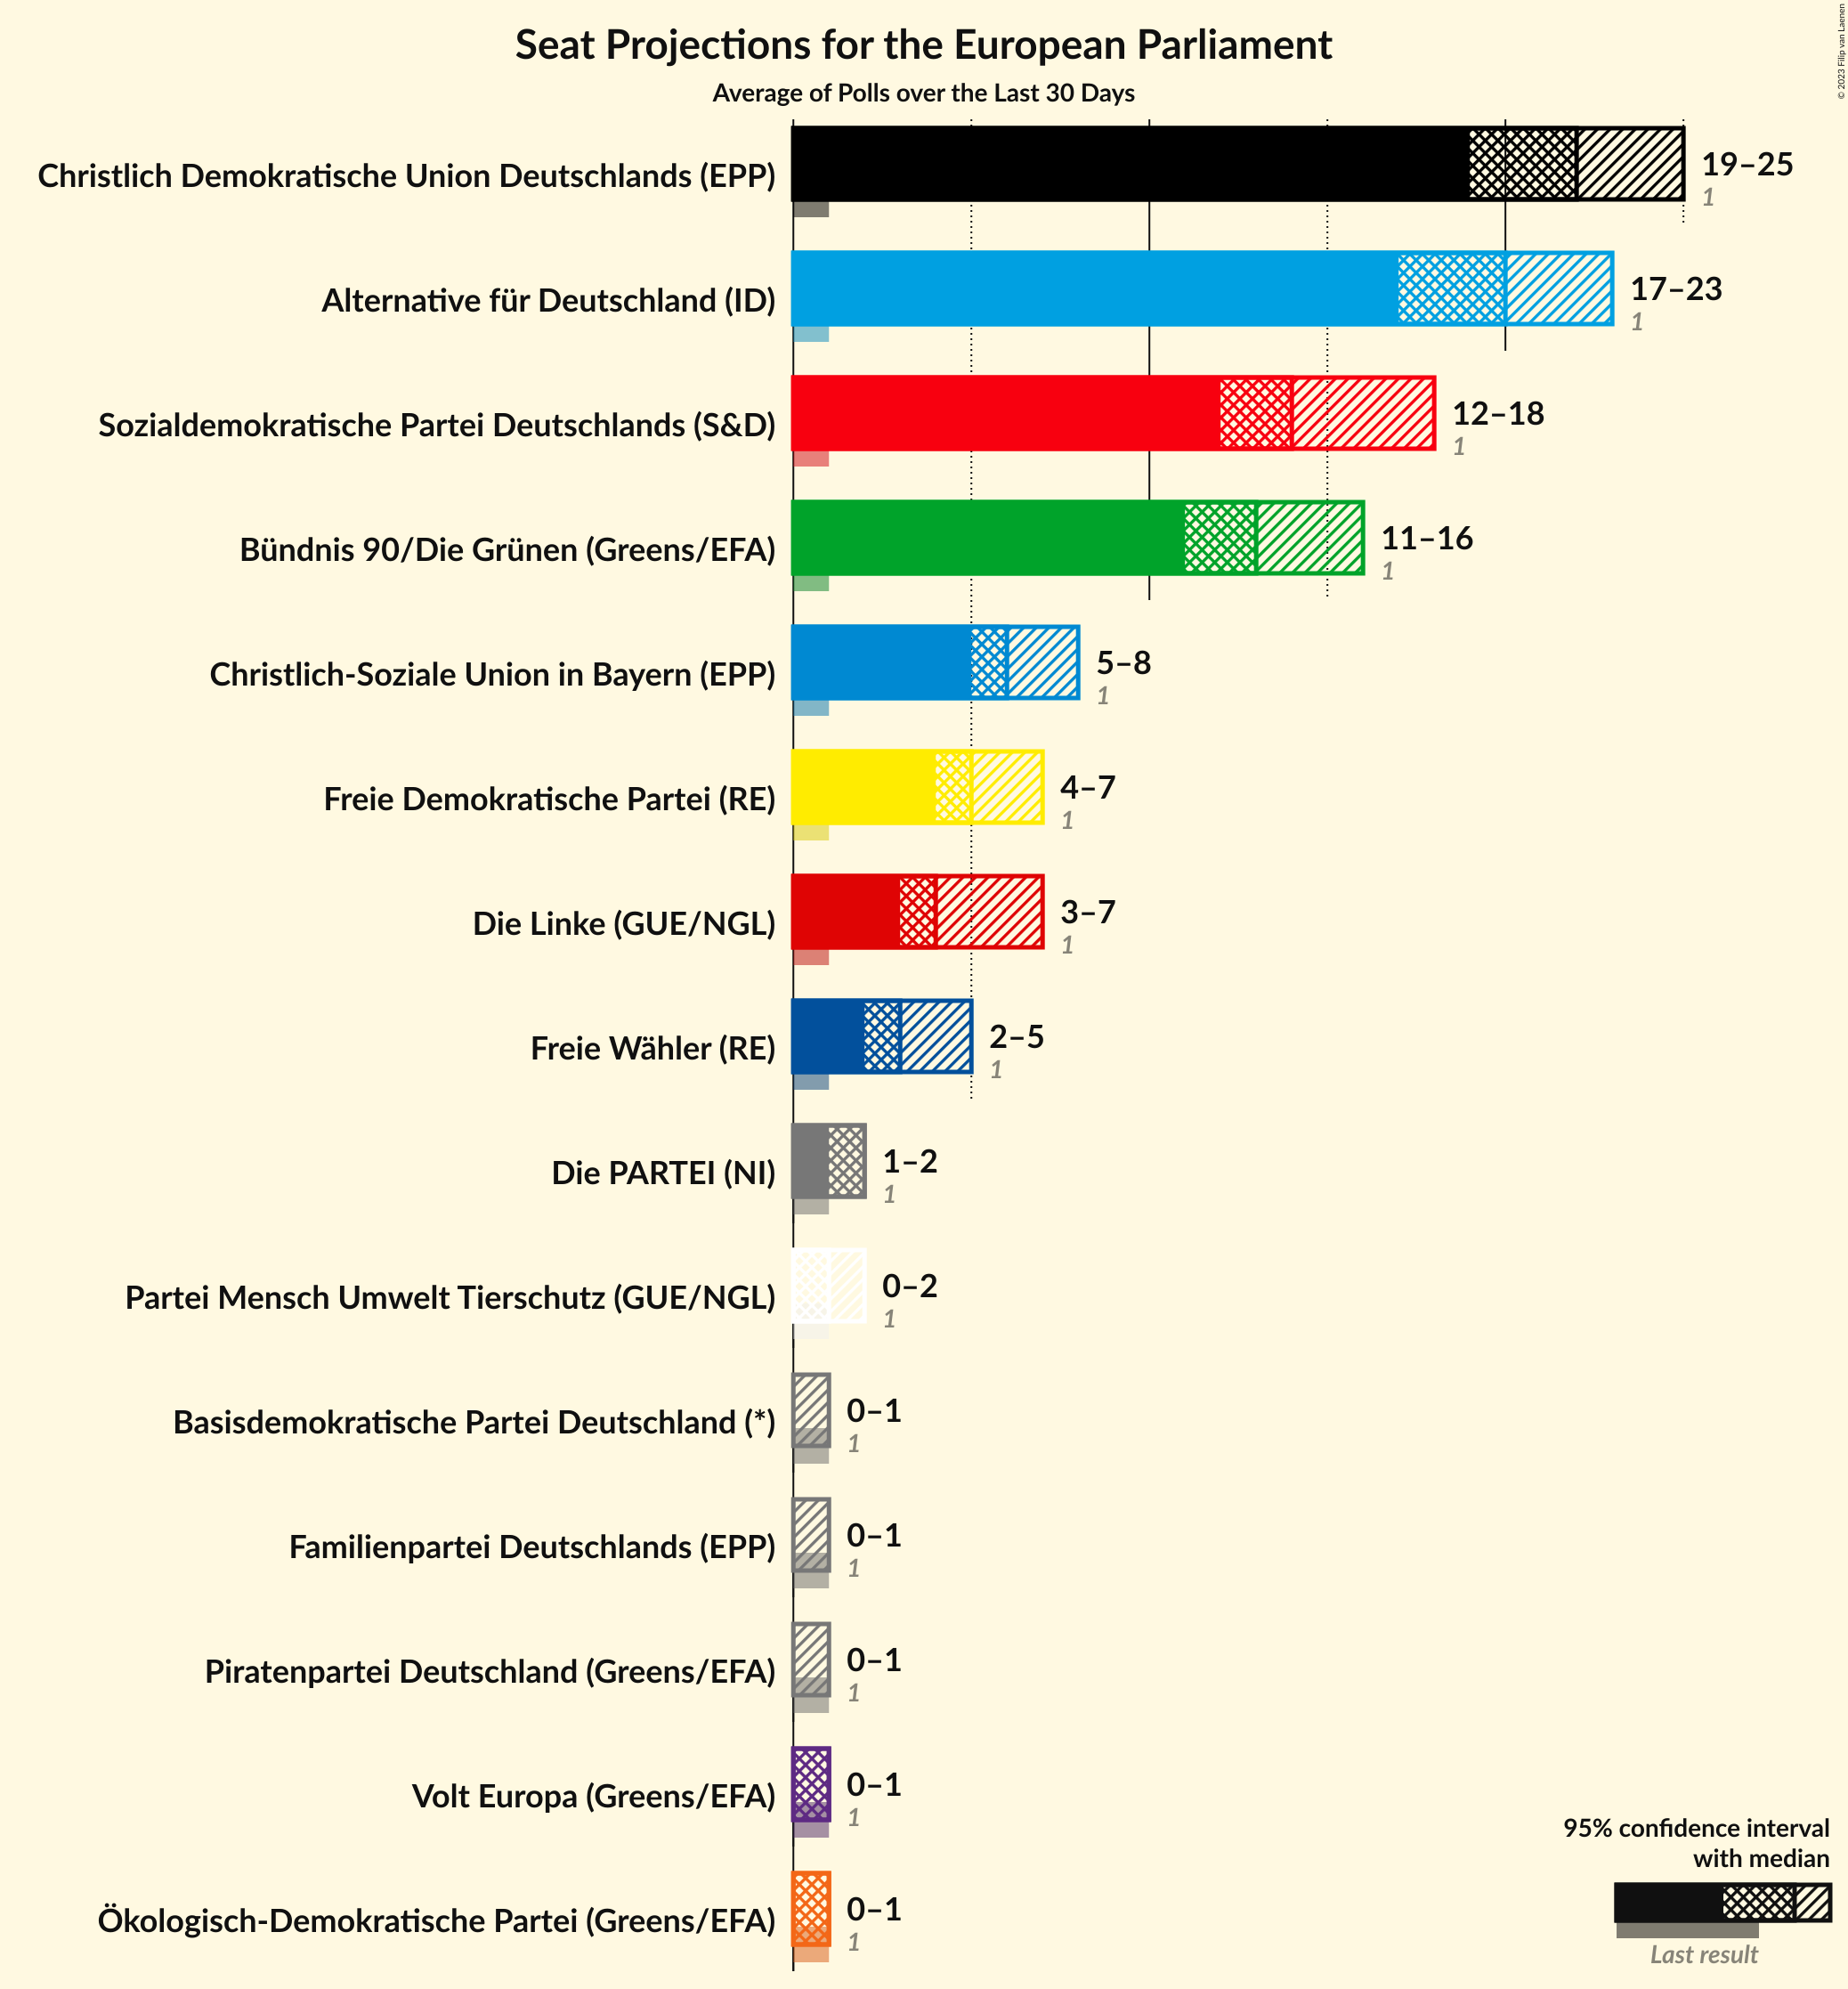 Seat Projections for the European Parliament
Average of Polls over the Last 30 Days
© 2023 Filip van Laenen
Christlich Demokratische Union Deutschlands (EPP)
19–25
1
Alternative für Deutschland (ID)
17–23
1
Sozialdemokratische Partei Deutschlands (S&D)
12–18
1
Bündnis 90/Die Grünen (Greens/EFA)
11–16
1
Christlich-Soziale Union in Bayern (EPP)
5–8
1
Freie Demokratische Partei (RE)
4–7
1
Die Linke (GUE/NGL)
3–7
1
Freie Wähler (RE)
2–5
1
Die PARTEI (NI)
1–2
1
Partei Mensch Umwelt Tierschutz (GUE/NGL)
0–2
1
Basisdemokratische Partei Deutschland (*)
0–1
1
Familienpartei Deutschlands (EPP)
0–1
1
Piratenpartei Deutschland (Greens/EFA)
0–1
1
Volt Europa (Greens/EFA)
0–1
1
Ökologisch-Demokratische Partei (Greens/EFA)
0–1
1
95% confidence interval
with median
Last result